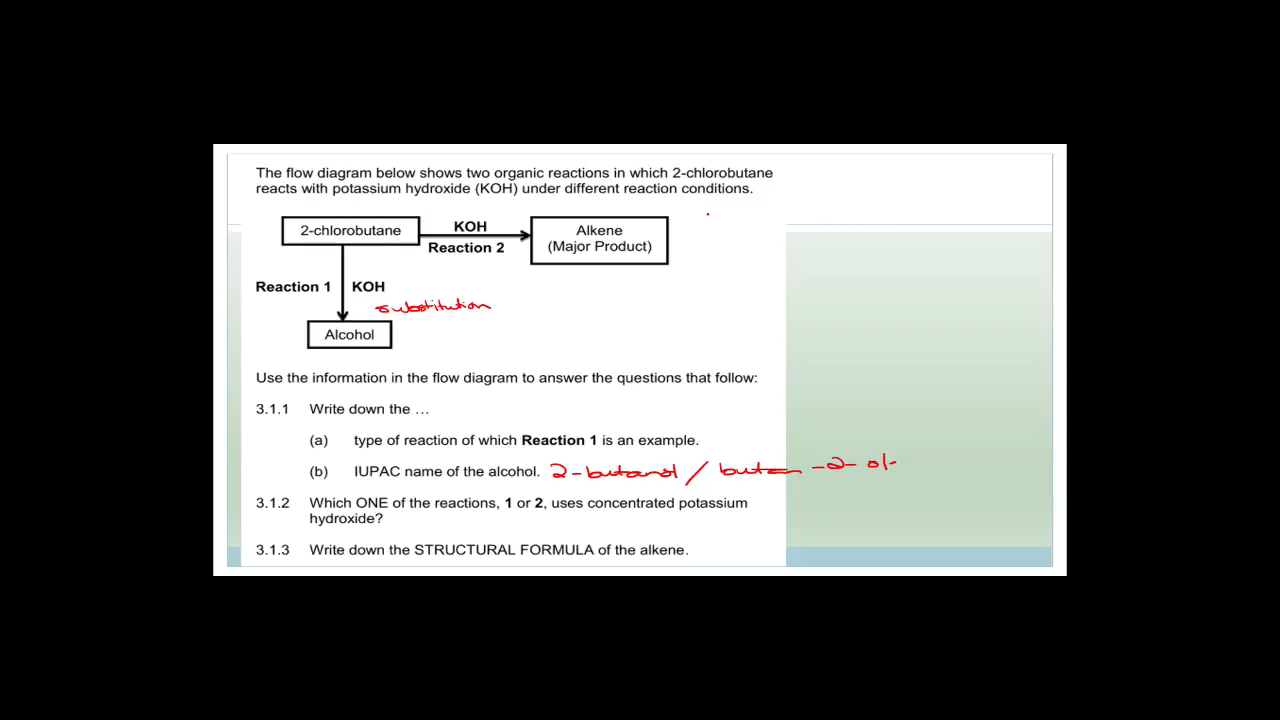 The flow diagram below shows two organic reactions in which 2-chlorobutane
reacts with potassium hydroxide (KOH) under different reaction conditions.
2-chlorobutane
KOH
Reaction 2
Alkene
(Major Product)
Reaction 1
KOH
substitution
Alcohol
Use the information in the flow diagram to answer the questions that follow:
3.1.1 Write down the …
(a) type of reaction of which Reaction 1 is an example.
(b) IUPAC name of the alcohol. 2-butanol / butan-2-ol
3.1.2 Which ONE of the reactions, 1 or 2, uses concentrated potassium
hydroxide?
3.1.3 Write down the STRUCTURAL FORMULA of the alkene.